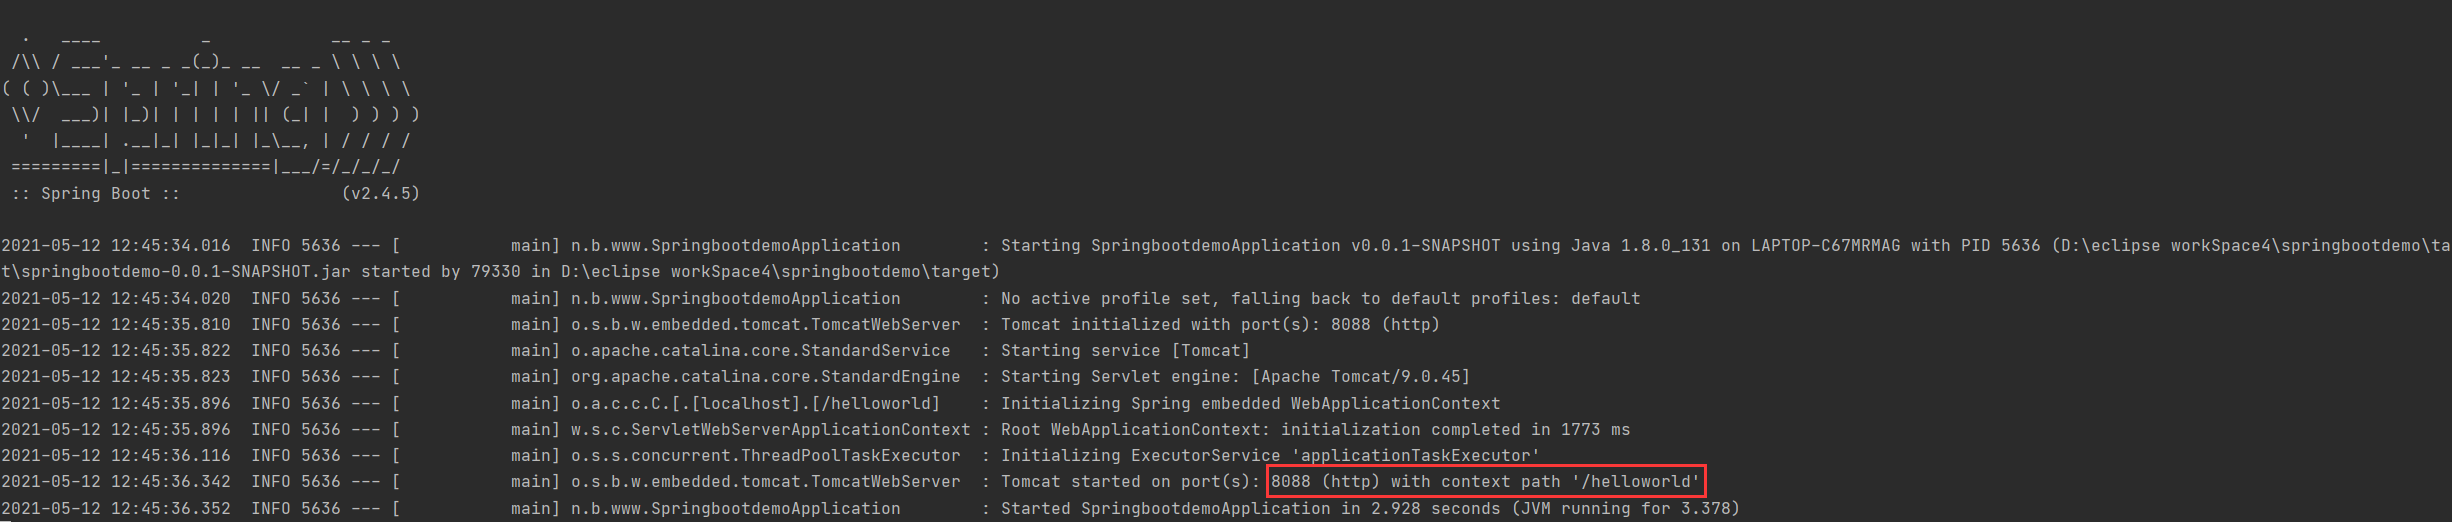 .   ____          _            __ _ _
 /\\ / ___'_ __ _ _(_)_ __  __ _ \ \ \ \
( ( )\___ | '_ | '_| | '_ \/ _` | \ \ \ \
 \\/  ___)| |_)| | | | | || (_| |  ) ) ) )
  '  |____| .__|_| |_|_| |_\__, | / / / /
 =========|_|==============|___/=/_/_/_/
 :: Spring Boot ::                (v2.4.5)
2021-05-12 12:45:34.016  INFO 5636 --- [           main] n.b.www.SpringbootdemoApplication        : Starting SpringbootdemoApplication v0.0.1-SNAPSHOT using Java 1.8.0_131 on LAPTOP-C67MRMAG with PID 5636 (D:\eclipse workSpace4\springbootdemo\ta
t\springbootdemo-0.0.1-SNAPSHOT.jar started by 79330 in D:\eclipse workSpace4\springbootdemo\target)
2021-05-12 12:45:34.020  INFO 5636 --- [           main] n.b.www.SpringbootdemoApplication        : No active profile set, falling back to default profiles: default
2021-05-12 12:45:35.810  INFO 5636 --- [           main] o.s.b.w.embedded.tomcat.TomcatWebServer  : Tomcat initialized with port(s): 8088 (http)
2021-05-12 12:45:35.822  INFO 5636 --- [           main] o.apache.catalina.core.StandardService   : Starting service [Tomcat]
2021-05-12 12:45:35.823  INFO 5636 --- [           main] org.apache.catalina.core.StandardEngine  : Starting Servlet engine: [Apache Tomcat/9.0.45]
2021-05-12 12:45:35.896  INFO 5636 --- [           main] o.a.c.c.C.[.[localhost].[/helloworld]    : Initializing Spring embedded WebApplicationContext
2021-05-12 12:45:35.896  INFO 5636 --- [           main] w.s.c.ServletWebServerApplicationContext : Root WebApplicationContext: initialization completed in 1773 ms
2021-05-12 12:45:36.116  INFO 5636 --- [           main] o.s.s.concurrent.ThreadPoolTaskExecutor  : Initializing ExecutorService 'applicationTaskExecutor'
2021-05-12 12:45:36.342  INFO 5636 --- [           main] o.s.b.w.embedded.tomcat.TomcatWebServer  : Tomcat started on port(s): 8088 (http) with context path '/helloworld'
2021-05-12 12:45:36.352  INFO 5636 --- [           main] n.b.www.SpringbootdemoApplication        : Started SpringbootdemoApplication in 2.928 seconds (JVM running for 3.378)